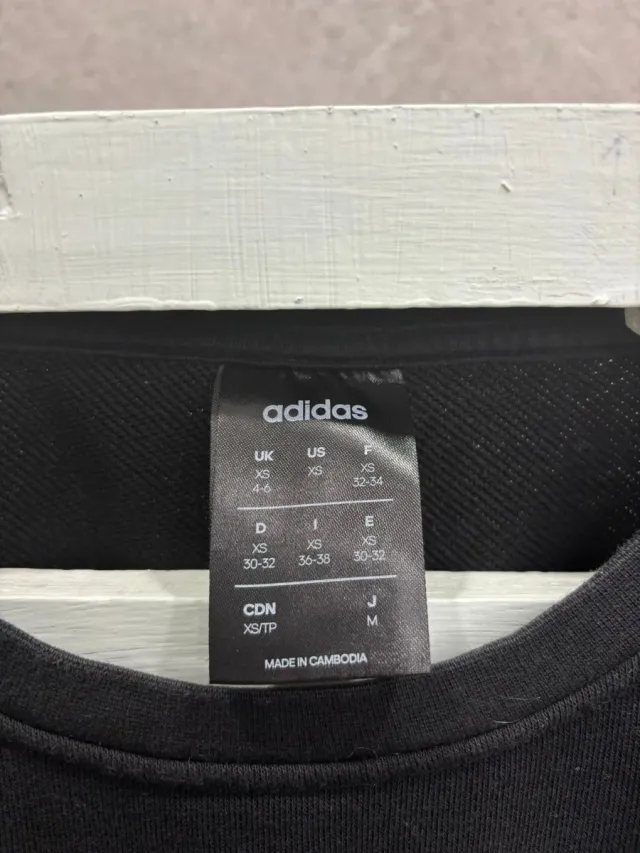 adidas
UK US F
XS XS XS
4-6 32-34
D I E
XS XS XS
30-32 36-38 30-32
CDN J
XS/TP M
MADE IN CAMBODIA